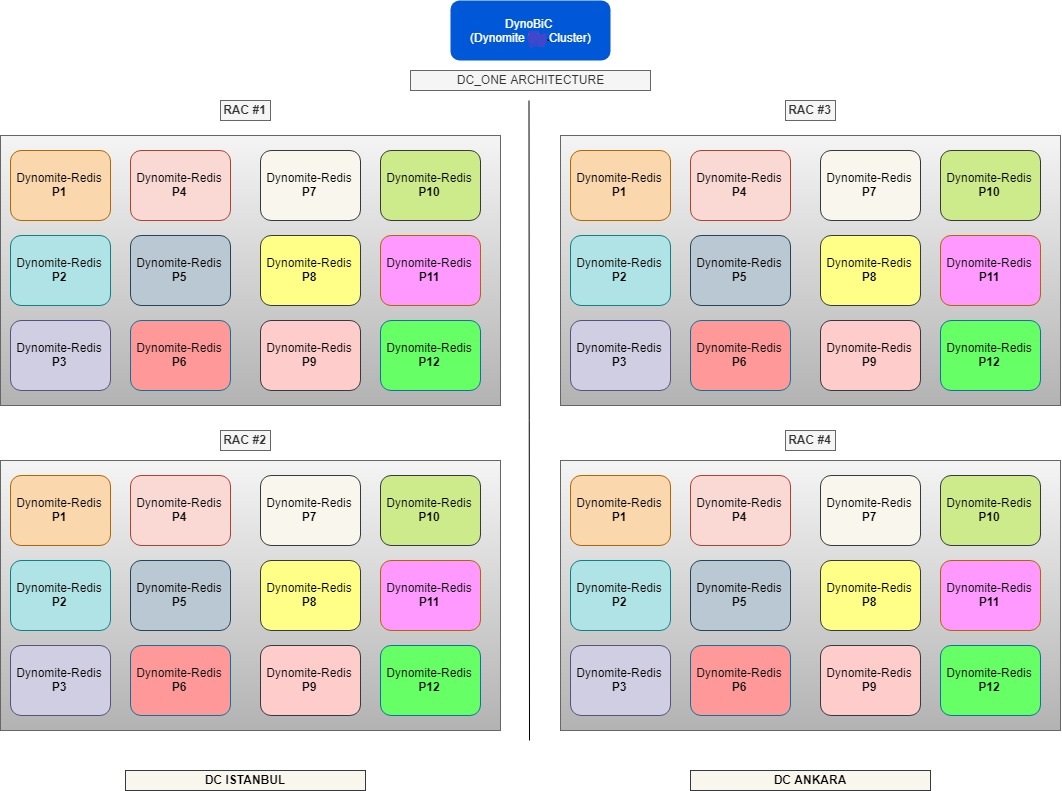 DynoBiC
(Dynomite Cluster)
DC_ONE ARCHITECTURE
RAC #1
Dynomite-Redis
P1
Dynomite-Redis
P4
Dynomite-Redis
P7
Dynomite-Redis
P10
Dynomite-Redis
P2
Dynomite-Redis
P5
Dynomite-Redis
P8
Dynomite-Redis
P11
Dynomite-Redis
P3
Dynomite-Redis
P6
Dynomite-Redis
P9
Dynomite-Redis
P12
RAC #3
Dynomite-Redis
P1
Dynomite-Redis
P4
Dynomite-Redis
P7
Dynomite-Redis
P10
Dynomite-Redis
P2
Dynomite-Redis
P5
Dynomite-Redis
P8
Dynomite-Redis
P11
Dynomite-Redis
P3
Dynomite-Redis
P6
Dynomite-Redis
P9
Dynomite-Redis
P12
RAC #2
Dynomite-Redis
P1
Dynomite-Redis
P4
Dynomite-Redis
P7
Dynomite-Redis
P10
Dynomite-Redis
P2
Dynomite-Redis
P5
Dynomite-Redis
P8
Dynomite-Redis
P11
Dynomite-Redis
P3
Dynomite-Redis
P6
Dynomite-Redis
P9
Dynomite-Redis
P12
RAC #4
Dynomite-Redis
P1
Dynomite-Redis
P4
Dynomite-Redis
P7
Dynomite-Redis
P10
Dynomite-Redis
P2
Dynomite-Redis
P5
Dynomite-Redis
P8
Dynomite-Redis
P11
Dynomite-Redis
P3
Dynomite-Redis
P6
Dynomite-Redis
P9
Dynomite-Redis
P12
DC ISTANBUL
DC ANKARA